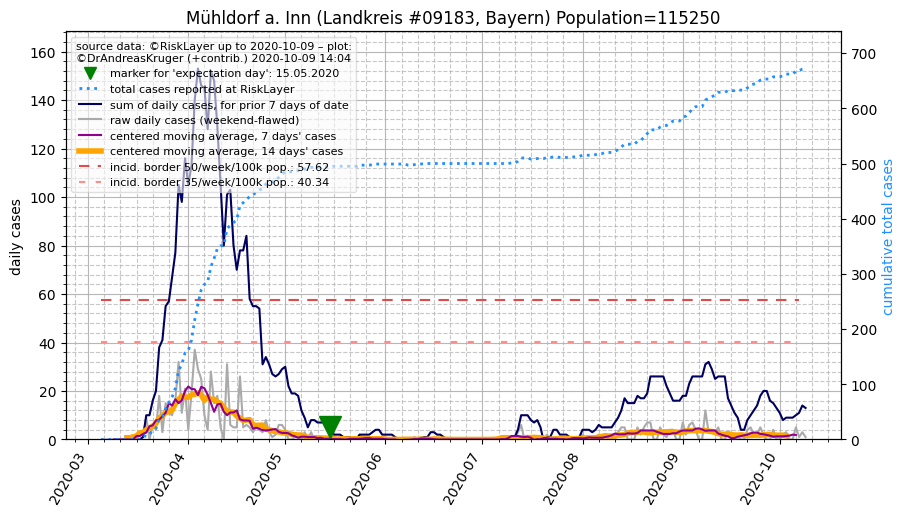 Mühldorf a. Inn (Landkreis #09183, Bayern) Population=115250
source data: ©RiskLayer up to 2020-10-09 – plot:
©DrAndreasKruger (+contrib.) 2020-10-09 14:04
marker for 'expectation day': 15.05.2020
total cases reported at RiskLayer
sum of daily cases, for prior 7 days of date
raw daily cases (weekend-flawed)
centered moving average, 7 days' cases
centered moving average, 14 days' cases
incid. border 50/week/100k pop.: 57.62
incid. border 35/week/100k pop.: 40.34
daily cases
160
140
120
100
80
60
40
20
0
cumulative total cases
700
600
500
400
300
200
100
0
2020-03
2020-04
2020-05
2020-06
2020-07
2020-08
2020-09
2020-10